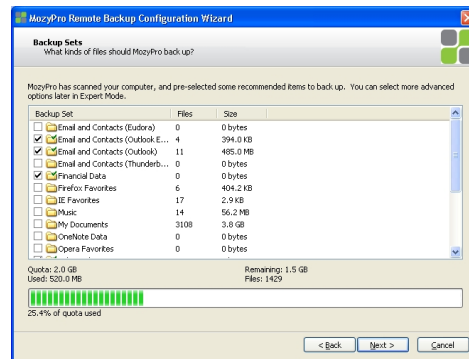 MozyPro Remote Backup Configuration Wizard
Backup Sets
What kinds of files should MozyPro back up?
MozyPro has scanned your computer, and pre-selected some recommended items to back up. You can select more advanced
options later in Expert Mode.
Backup Set Files Size
Email and Contacts (Eudora) 0 0 bytes
Email and Contacts (Outlook E... 4 394.0 KB
Email and Contacts (Outlook) 11 485.0 MB
Email and Contacts (Thunderb... 0 0 bytes
Financial Data 0 0 bytes
Firefox Favorites 6 404.2 KB
IE Favorites 17 2.9 KB
Music 14 56.2 MB
My Documents 3108 3.8 GB
OneNote Data 0 0 bytes
Opera Favorites 0 0 bytes
Quota: 2.0 GB Remaining: 1.5 GB
Used: 520.0 MB Files: 1429
25.4% of quota used
< Back Next > Cancel